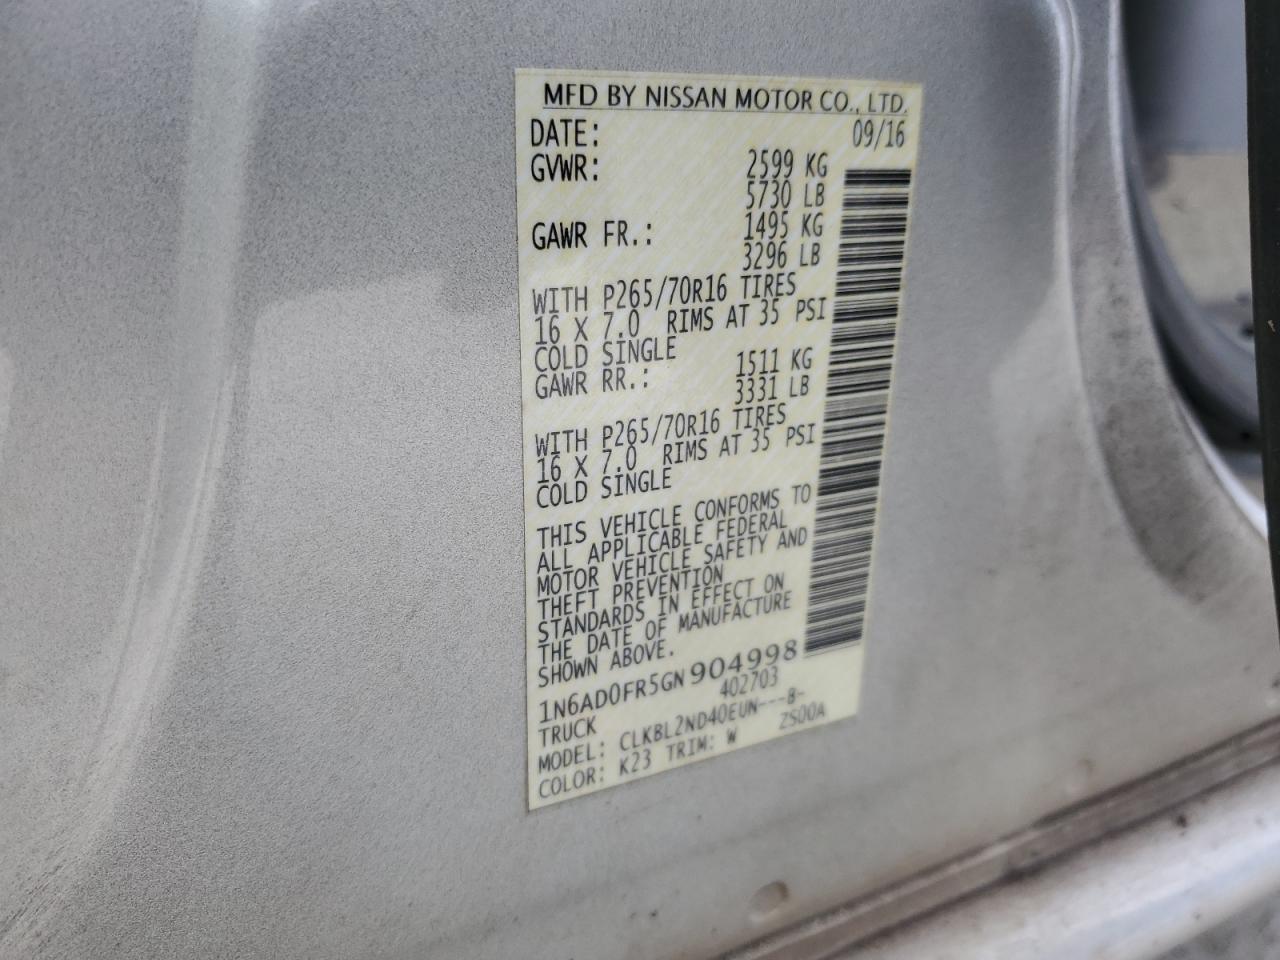 MFD BY NISSAN MOTOR CO., LTD.
DATE: 09/16
GVWR: 2599 KG
5730 LB
GAWR FR.: 1495 KG
3296 LB
WITH P265/70R16 TIRES
16 X 7.0 RIMS AT 35 PSI
COLD SINGLE
GAWR RR.: 1511 KG
3331 LB
WITH P265/70R16 TIRES
16 X 7.0 RIMS AT 35 PSI
COLD SINGLE
THIS VEHICLE CONFORMS TO
ALL APPLICABLE FEDERAL
MOTOR VEHICLE SAFETY AND
THEFT PREVENTION
STANDARDS IN EFFECT ON
THE DATE OF MANUFACTURE
SHOWN ABOVE.
1N6AD0FR5GN904998
TRUCK 402703
MODEL: CLKBL2ND40EUN---B-
COLOR: K23 TRIM: W ZS00A